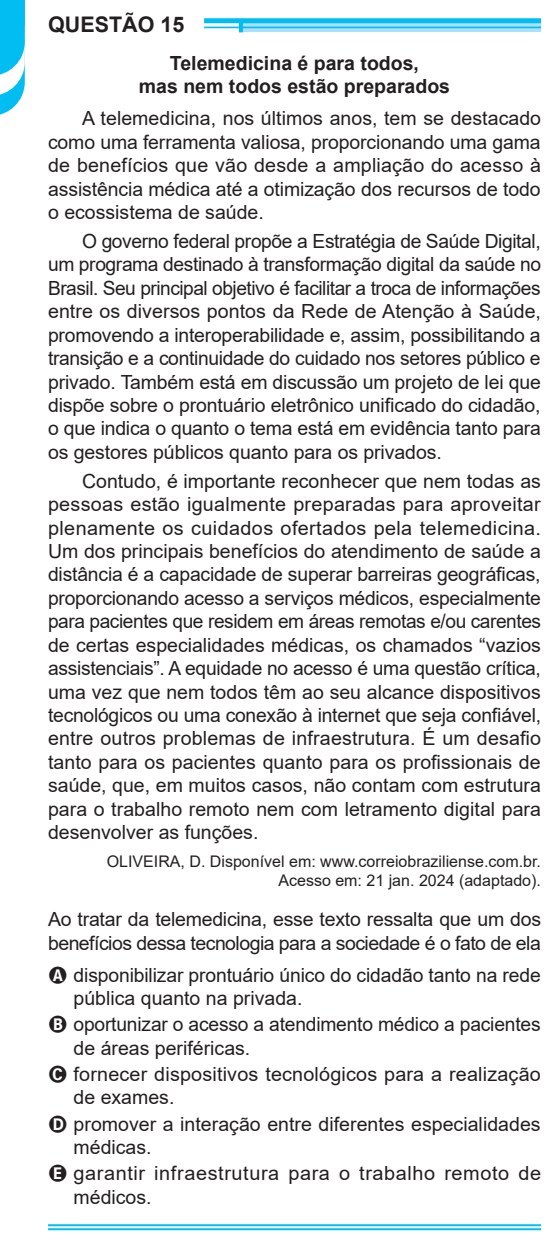 QUESTÃO 15
Telemedicina é para todos,
mas nem todos estão preparados
A telemedicina, nos últimos anos, tem se destacado
como uma ferramenta valiosa, proporcionando uma gama
de benefícios que vão desde a ampliação do acesso à
assistência médica até a otimização dos recursos de todo
o ecossistema de saúde.
O governo federal propõe a Estratégia de Saúde Digital,
um programa destinado à transformação digital da saúde no
Brasil. Seu principal objetivo é facilitar a troca de informações
entre os diversos pontos da Rede de Atenção à Saúde,
promovendo a interoperabilidade e, assim, possibilitando a
transição e a continuidade do cuidado nos setores público e
privado. Também está em discussão um projeto de lei que
dispõe sobre o prontuário eletrônico unificado do cidadão,
o que indica o quanto o tema está em evidência tanto para
os gestores públicos quanto para os privados.
Contudo, é importante reconhecer que nem todas as
pessoas estão igualmente preparadas para aproveitar
plenamente os cuidados ofertados pela telemedicina.
Um dos principais benefícios do atendimento de saúde a
distância é a capacidade de superar barreiras geográficas,
proporcionando acesso a serviços médicos, especialmente
para pacientes que residem em áreas remotas e/ou carentes
de certas especialidades médicas, os chamados “vazios
assistenciais”. A equidade no acesso é uma questão crítica,
uma vez que nem todos têm ao seu alcance dispositivos
tecnológicos ou uma conexão à internet que seja confiável,
entre outros problemas de infraestrutura. É um desafio
tanto para os pacientes quanto para os profissionais de
saúde, que, em muitos casos, não contam com estrutura
para o trabalho remoto nem com letramento digital para
desenvolver as funções.
OLIVEIRA, D. Disponível em: www.correiobraziliense.com.br.
Acesso em: 21 jan. 2024 (adaptado).
Ao tratar da telemedicina, esse texto ressalta que um dos
benefícios dessa tecnologia para a sociedade é o fato de ela
A disponibilizar prontuário único do cidadão tanto na rede
pública quanto na privada.
B oportunizar o acesso a atendimento médico a pacientes
de áreas periféricas.
C fornecer dispositivos tecnológicos para a realização
de exames.
D promover a interação entre diferentes especialidades
médicas.
E garantir infraestrutura para o trabalho remoto de
médicos.